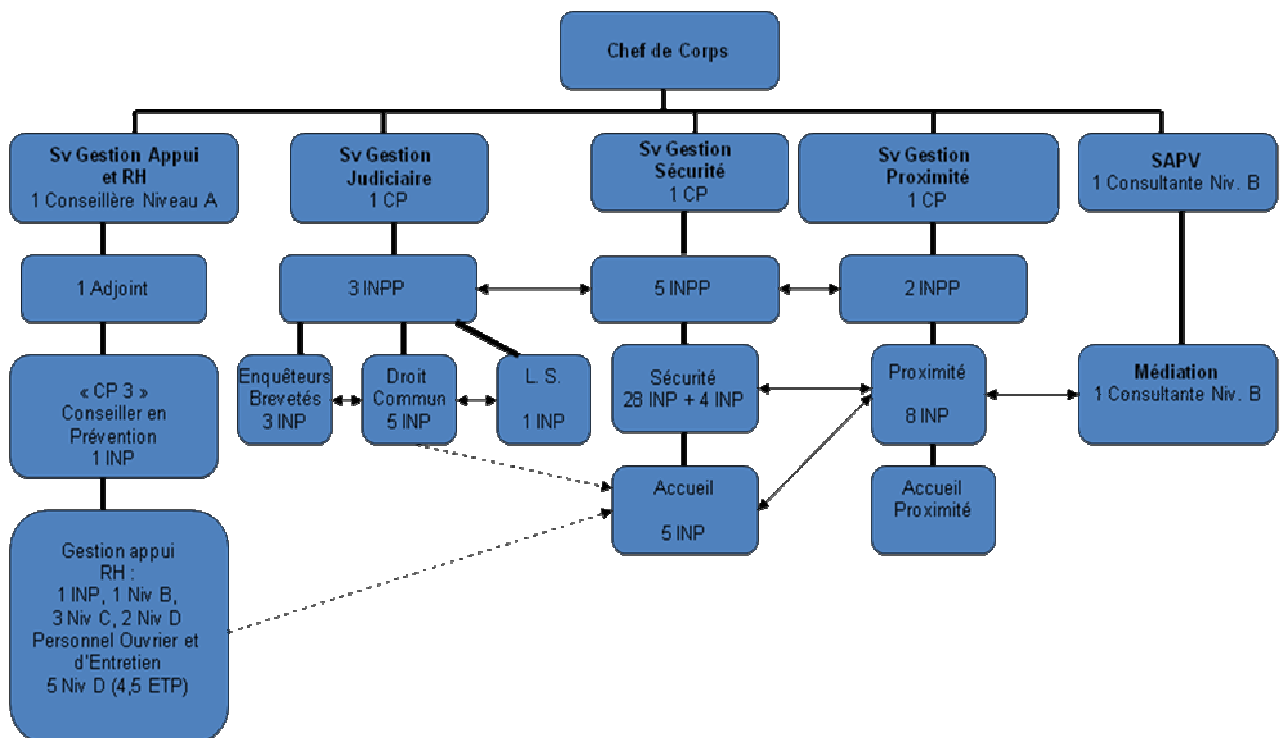 Chef de Corps
Sv Gestion Appui
et RH
1 Conseillère Niveau A
Sv Gestion
Judiciaire
1 CP
Sv Gestion
Sécurité
1 CP
Sv Gestion
Proximité
1 CP
SAPV
1 Consultante Niv. B
1 Adjoint
3 INPP
5 INPP
2 INPP
« CP 3 »
Conseiller en
Prévention
1 INP
Enquêteurs
Brevetés
3 INP
Droit
Commun
5 INP
L. S.
1 INP
Sécurité
28 INP + 4 INP
Proximité
8 INP
Médiation
1 Consultante Niv. B
Accueil
5 INP
Accueil
Proximité
Gestion appui
RH :
1 INP, 1 Niv B,
3 Niv C, 2 Niv D
Personnel Ouvrier et
d'Entretien
5 Niv D (4,5 ETP)